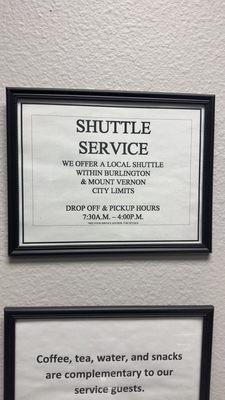 SHUTTLE
SERVICE
WE OFFER A LOCAL SHUTTLE
WITHIN BURLINGTON
& MOUNT VERNON
CITY LIMITS
DROP OFF & PICKUP HOURS
7:30A.M. – 4:00P.M.
Coffee, tea, water, and snacks
are complementary to our
service guests.